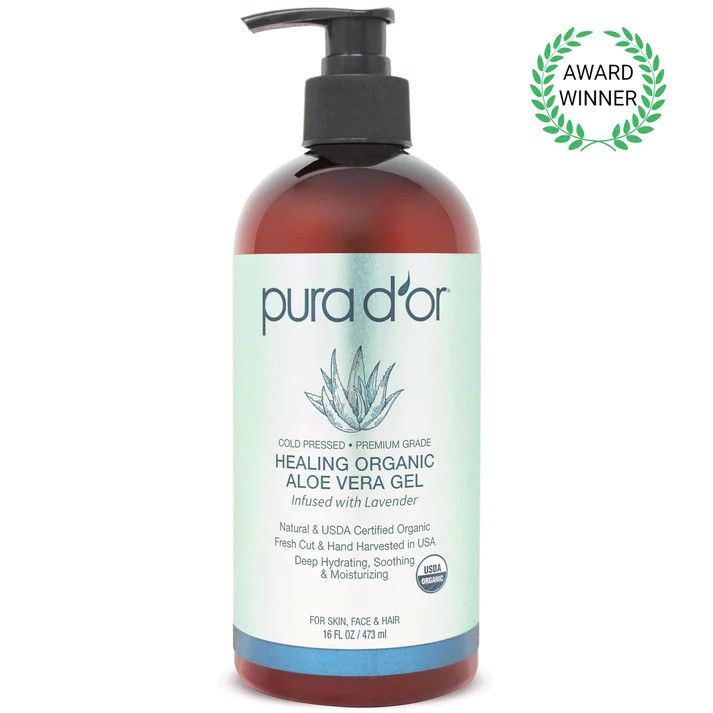 AWARD
WINNER
pura d'or®
COLD PRESSED • PREMIUM GRADE
HEALING ORGANIC
ALOE VERA GEL
Infused with Lavender
Natural & USDA Certified Organic
Fresh Cut & Hand Harvested in USA
Deep Hydrating, Soothing
& Moisturizing
USDA
ORGANIC
FOR SKIN, FACE & HAIR
16 FL OZ / 473 ml